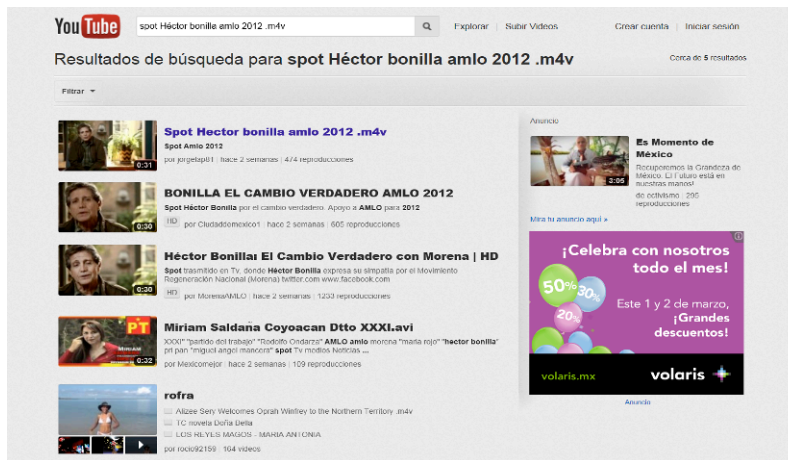 YouTube
spot Héctor bonilla amlo 2012 .m4v
Explorar | Subir Videos
Crear cuenta | Iniciar sesión
Resultados de búsqueda para spot Héctor bonilla amlo 2012 .m4v
Cerca de 5 resultados
Filtrar
0:31
Spot Hector bonilla amlo 2012 .m4v
Spot Amlo 2012
por jorgetap81 | hace 2 semanas | 474 reproducciones
0:30
BONILLA EL CAMBIO VERDADERO AMLO 2012
Spot Héctor Bonilla por el cambio verdadero. Apoyo a AMLO para 2012
HD por Ciudaddemexico1 | hace 2 semanas | 605 reproducciones
0:30
Héctor Bonilla: El Cambio Verdadero con Morena | HD
Spot trasmitido en Tv, donde Héctor Bonilla expresa su simpatia por el Movimiento
Regeneración Nacional (Morena) twitter.com www.facebook.com
HD por MorenaAMLO | hace 2 semanas | 1233 reproducciones
PT
0:32
Miriam Saldaña Coyoacan Dtto XXXI.avi
XXXI" "partido del trabajo" "Rodolfo Ondarza" AMLO amlo morena "maria rojo" "hector bonilla"
prt pan "miguel angel mancera" spot Tv medios Noticias ...
por Mexicomejor | hace 2 semanas | 109 reproducciones
rofra
Alizee Sery Welcomes Oprah Winfrey to the Northern Territory .m4v
TC novela Doña Bella
LOS REYES MAGOS - MARIA ANTONIA
por rocio92159 | 164 videos
Anuncio
3:05
Es Momento de
México
Recuperemos la Grandeza de
México. El Futuro está en
nuestras manos!
de octivismo | 295
reproducciones
Mira tu anuncio aquí »
¡Celebra con nosotros
todo el mes!
50%
30%
20%
Este 1 y 2 de marzo,
¡Grandes
descuentos!
volaris.mx
volaris
Anuncio